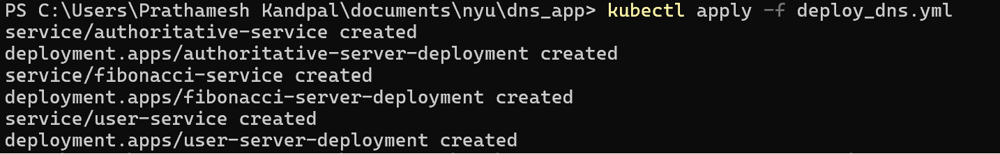 PS C:\Users\Prathamesh Kandpal\documents\nyu\dns_app> kubectl apply -f deploy_dns.yml
service/authoritative-service created
deployment.apps/authoritative-server-deployment created
service/fibonacci-service created
deployment.apps/fibonacci-server-deployment created
service/user-service created
deployment.apps/user-server-deployment created